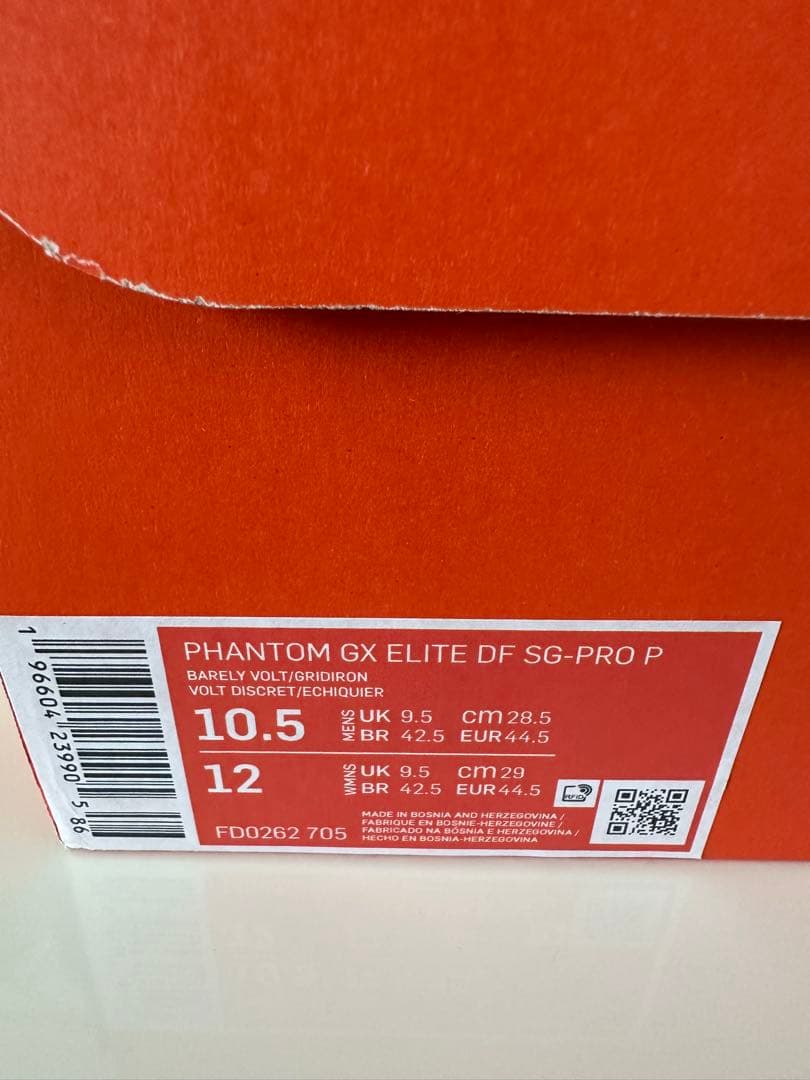 1 96604 23990 5 86
PHANTOM GX ELITE DF SG-PRO P
BARELY VOLT/GRIDIRON
VOLT DISCRET/ECHIQUIER
10.5 MENS UK 9.5 cm 28.5
BR 42.5 EUR 44.5
12 WMNS UK 9.5 cm 29
BR 42.5 EUR 44.5
RFID
FD0262 705
MADE IN BOSNIA AND HERZEGOVINA /
FABRIQUE EN BOSNIE-HERZEGOVINE /
FABRICADO NA BÓSNIA E HERZEGOVINA /
HECHO EN BOSNIA-HERZEGOVINA